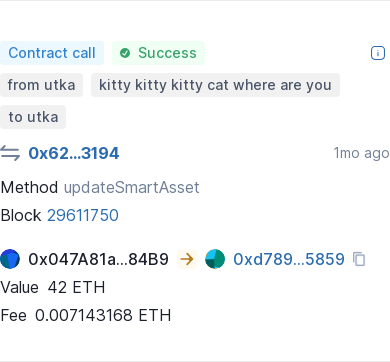 Contract call Success
from utka kitty kitty kitty cat where are you
to utka
0x62...3194 1mo ago
Method updateSmartAsset
Block 29611750
0x047A81a...84B9 → 0xd789...5859
Value 42 ETH
Fee 0.007143168 ETH